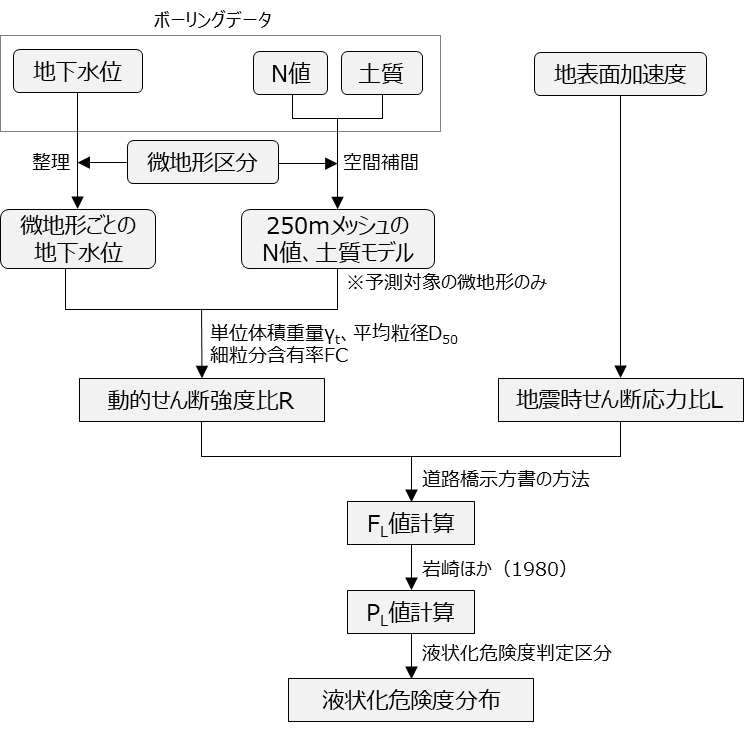 ボーリングデータ
地下水位
N値
土質
地表面加速度
整理
微地形区分
空間補間
微地形ごとの
地下水位
250mメッシュの
N値、土質モデル
※予測対象の微地形のみ
単位体積重量γt、平均粒径D50
細粒分含有率FC
動的せん断強度比R
地震時せん断応力比L
道路橋示方書の方法
FL値計算
岩崎ほか（1980）
PL値計算
液状化危険度判定区分
液状化危険度分布